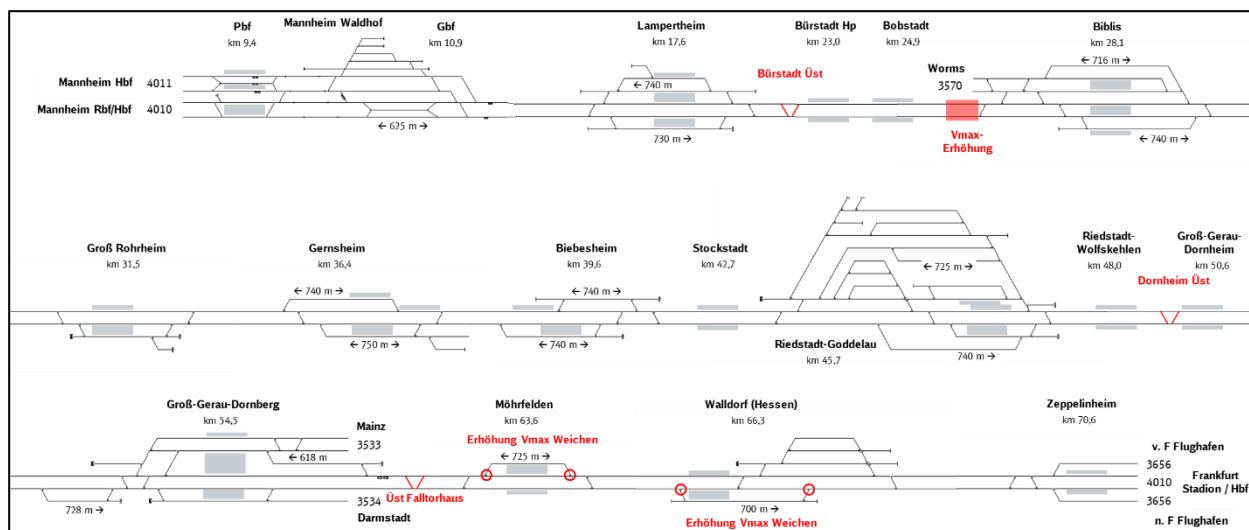 Pbf
km 9,4
Mannheim Waldhof
Gbf
km 10,9
Lampertheim
km 17,6
Bürstadt Hp
km 23,0
Bobstadt
km 24,9
Biblis
km 28,1
Mannheim Hbf 4011
Mannheim Rbf/Hbf 4010
← 625 m →
← 740 m →
730 m →
Bürstadt Üst
Worms
3570
Vmax-
Erhöhung
← 716 m →
← 740 m →
Groß Rohrheim
km 31,5
Gernsheim
km 36,4
Biebesheim
km 39,6
Stockstadt
km 42,7
Riedstadt-
Wolfskehlen
km 48,0
Groß-Gerau-
Dornheim
km 50,6
Dornheim Üst
← 740 m →
← 750 m →
← 740 m →
← 740 m →
← 725 m →
Riedstadt-Goddelau
km 45,7
740 m →
Groß-Gerau-Dornberg
km 54,5
Mainz
3533
← 618 m →
728 m →
3534
Darmstadt
Üst Falltorhaus
Möhrfelden
km 63,6
Erhöhung Vmax Weichen
← 725 m →
Walldorf (Hessen)
km 66,3
700 m →
Erhöhung Vmax Weichen
Zeppelinheim
km 70,6
v. F Flughafen
3656
4010
3656
Frankfurt
Stadion / Hbf
n. F Flughafen